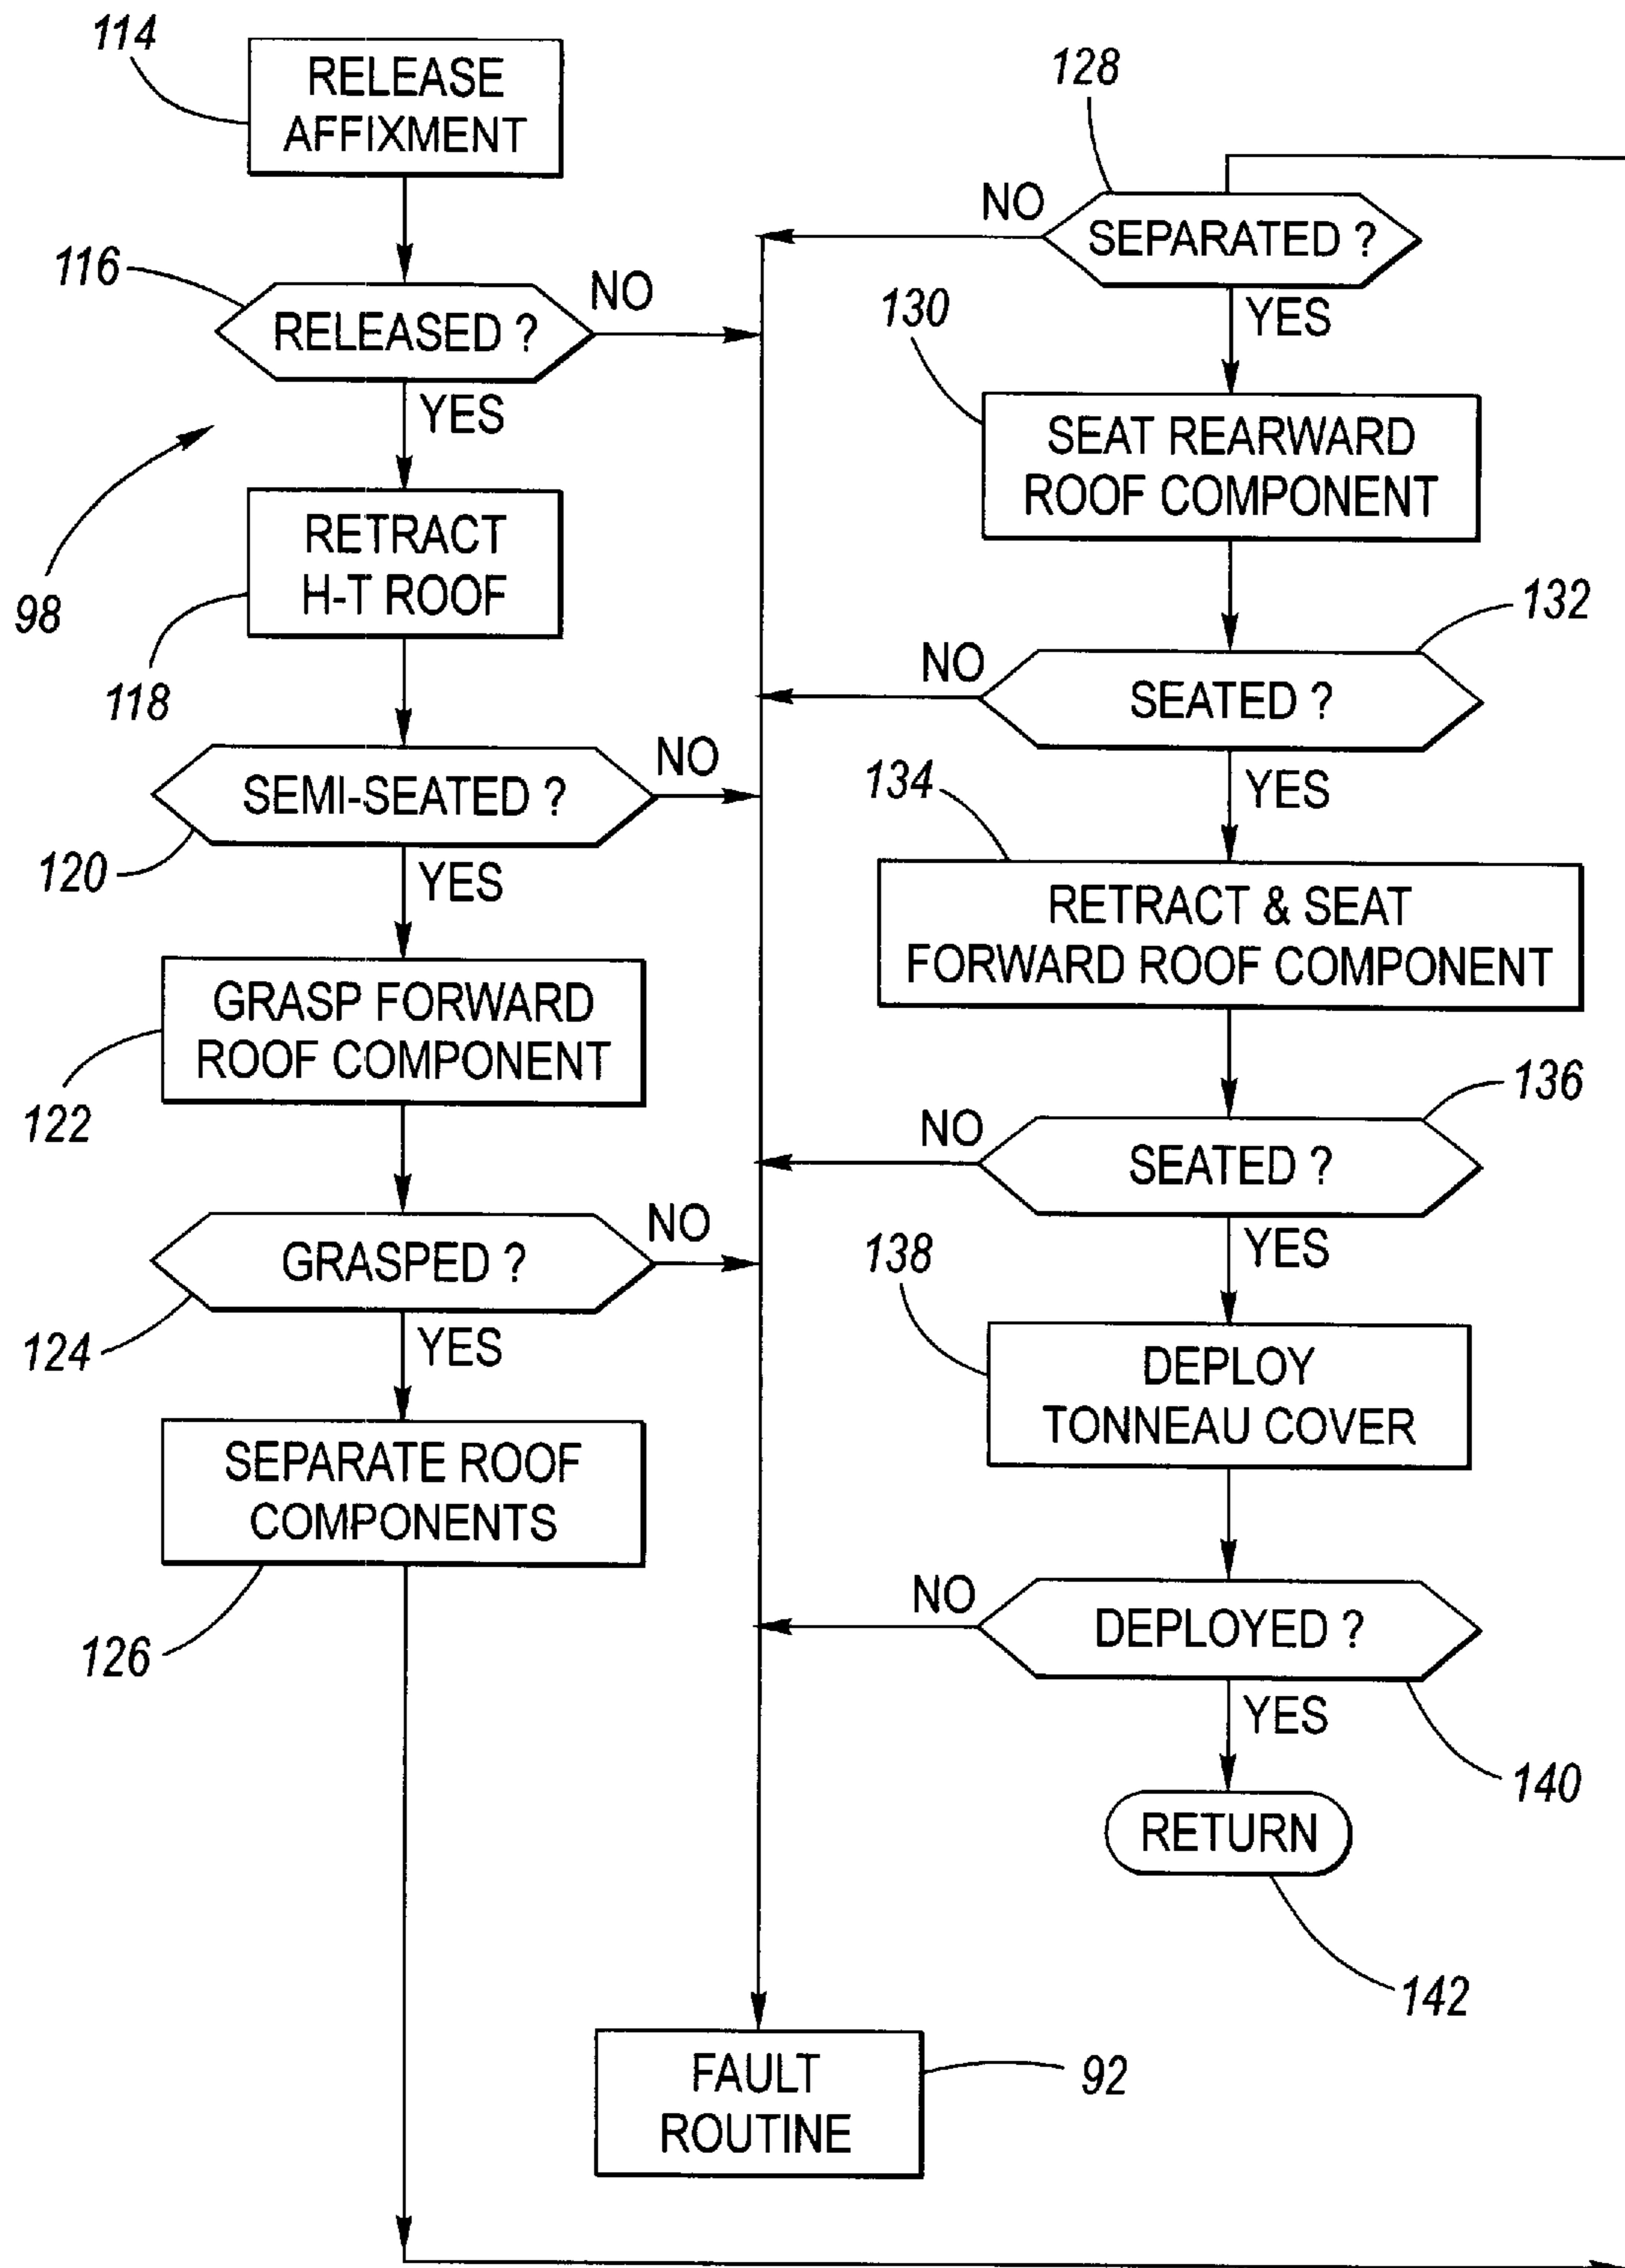 114
RELEASE
AFFIXMENT
116
RELEASED ?
NO
YES
98
RETRACT
H-T ROOF
118
SEMI-SEATED ?
NO
120
YES
GRASP FORWARD
ROOF COMPONENT
122
GRASPED ?
NO
124
YES
SEPARATE ROOF
COMPONENTS
126
128
NO
SEPARATED ?
YES
130
SEAT REARWARD
ROOF COMPONENT
132
NO
SEATED ?
YES
134
RETRACT & SEAT
FORWARD ROOF COMPONENT
136
NO
SEATED ?
YES
138
DEPLOY
TONNEAU COVER
NO
DEPLOYED ?
YES
140
RETURN
142
FAULT
ROUTINE
92